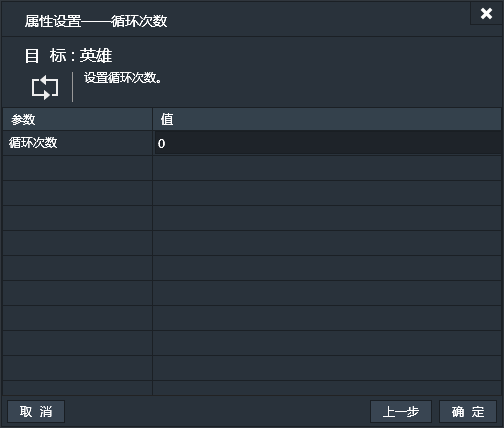 属性设置——循环次数
目 标：英雄
设置循环次数。
参数 值
循环次数 0
取 消 上一步 确 定